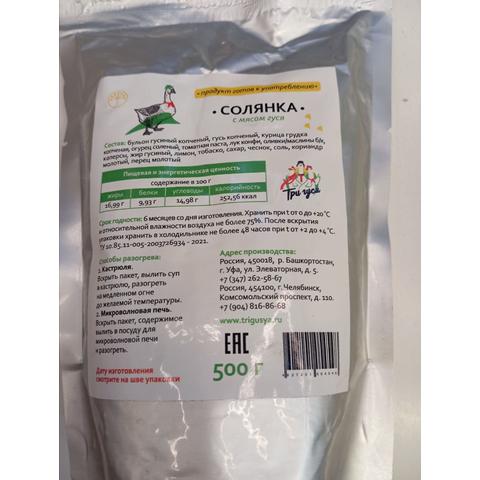 • продукт готов к употреблению •
• СОЛЯНКА •
с мясом гуся
Состав: бульон гусиный копченый, гусь копченый, курица грудка
копченая, огурец соленый, томатная паста, лук конфи, оливки/маслины б/к,
каперсы, жир гусиный, лимон, тобаско, сахар, чеснок, соль, кориандр
молотый, перец молотый
Пищевая и энергетическая ценность
содержание в 100 г
жиры белки углеводы калорийность
16,99 г 9,93 г 14,98 г 252,56 ккал
Три гуся
Срок годности: 6 месяцев со дня изготовления. Хранить при t от 0 до +20°C
и относительной влажности воздуха не более 75%. После вскрытия
упаковки хранить в холодильнике не более 48 часов при t +2 до +4 °C.
ТУ 10.85.11-005-2003726934 - 2021.
Способы разогрева:
1. Кастрюля.
Вскрыть пакет, вылить суп
в кастрюлю, разогреть
на медленном огне
до желаемой температуры.
2. Микроволновая печь.
Вскрыть пакет, содержимое
вылить в посуду для
микроволновой печи
и разогреть.
Дату изготовления
смотрите на шве упаковки
Адрес производства:
Россия, 450018, р. Башкортостан,
г. Уфа, ул. Элеваторная, д. 5.
+7 (347) 262-58-67
Россия, 454100, г.Челябинск,
Комсомольский проспект, д. 110.
+7 (904) 816-86-68
www.trigusya.ru
ЕАС
500 г